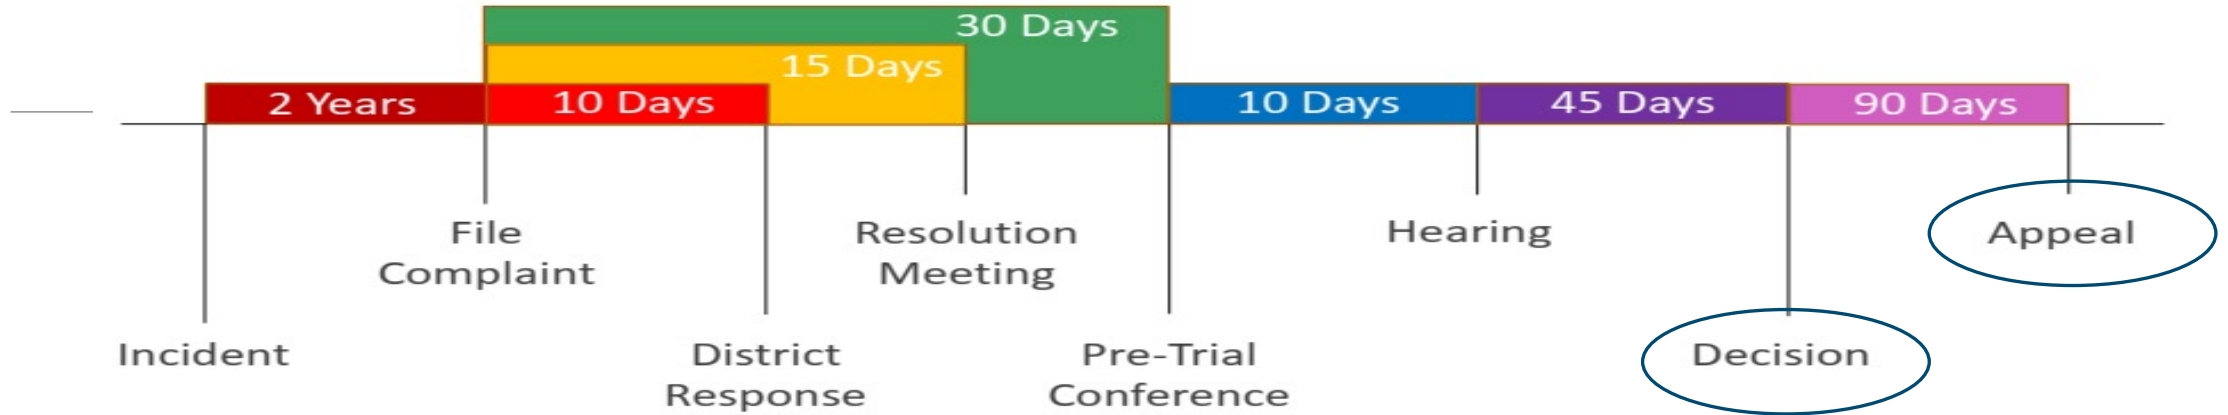 30 Days
15 Days
2 Years
10 Days
10 Days
45 Days
90 Days
File
Complaint
Resolution
Meeting
Hearing
Appeal
Incident
District
Response
Pre-Trial
Conference
Decision